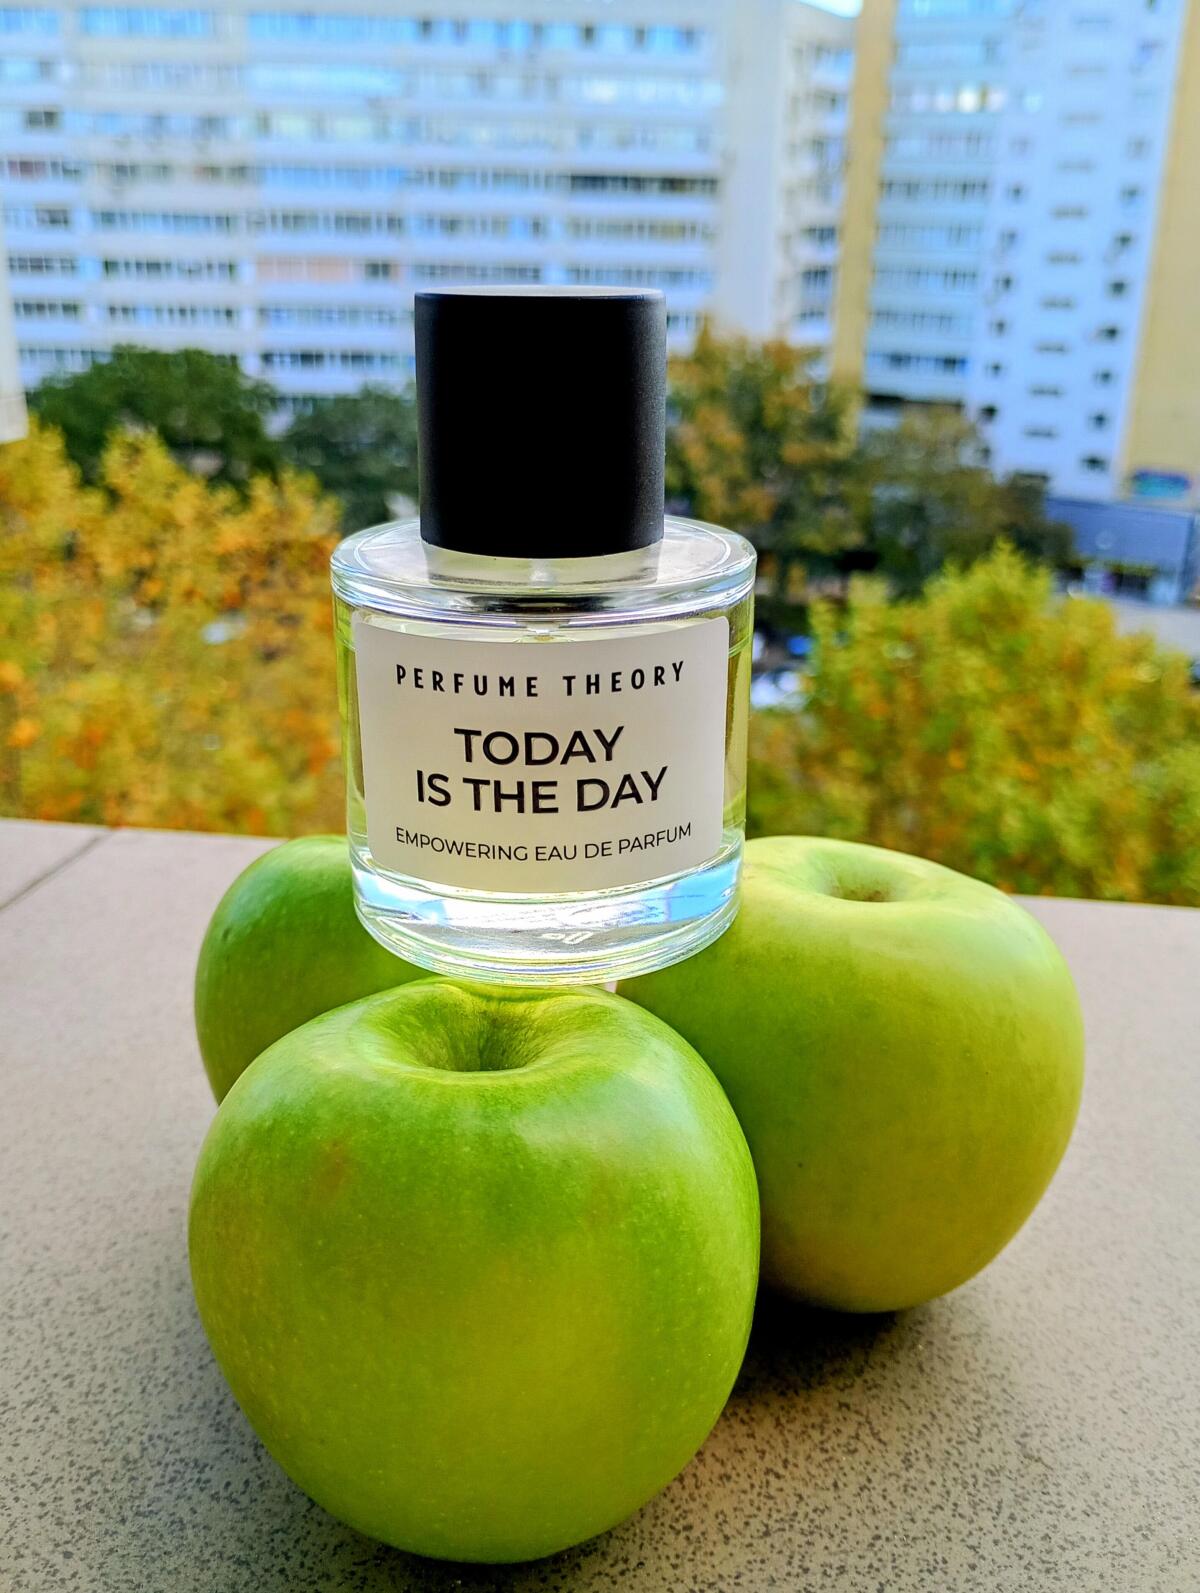 PERFUME THEORY
TODAY
IS THE DAY
EMPOWERING EAU DE PARFUM